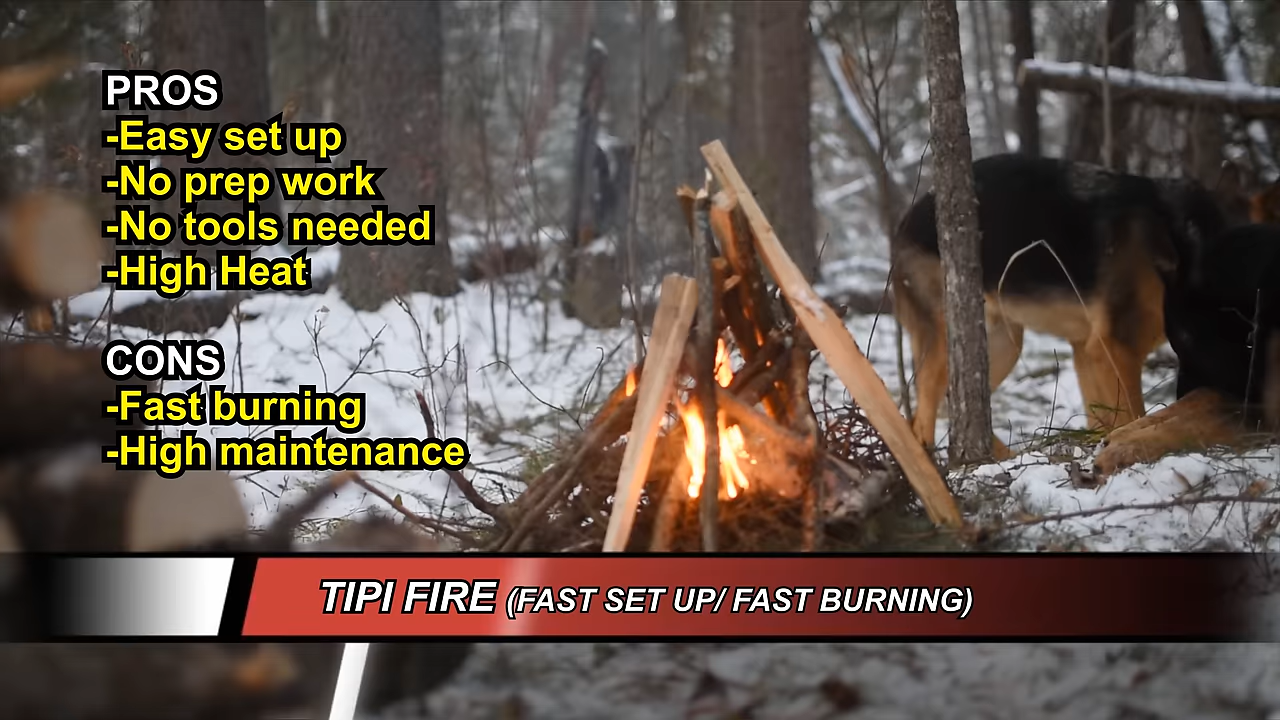 PROS
-Easy set up
-No prep work
-No tools needed
-High Heat
CONS
-Fast burning
-High maintenance
TIPI FIRE (FAST SET UP/ FAST BURNING)